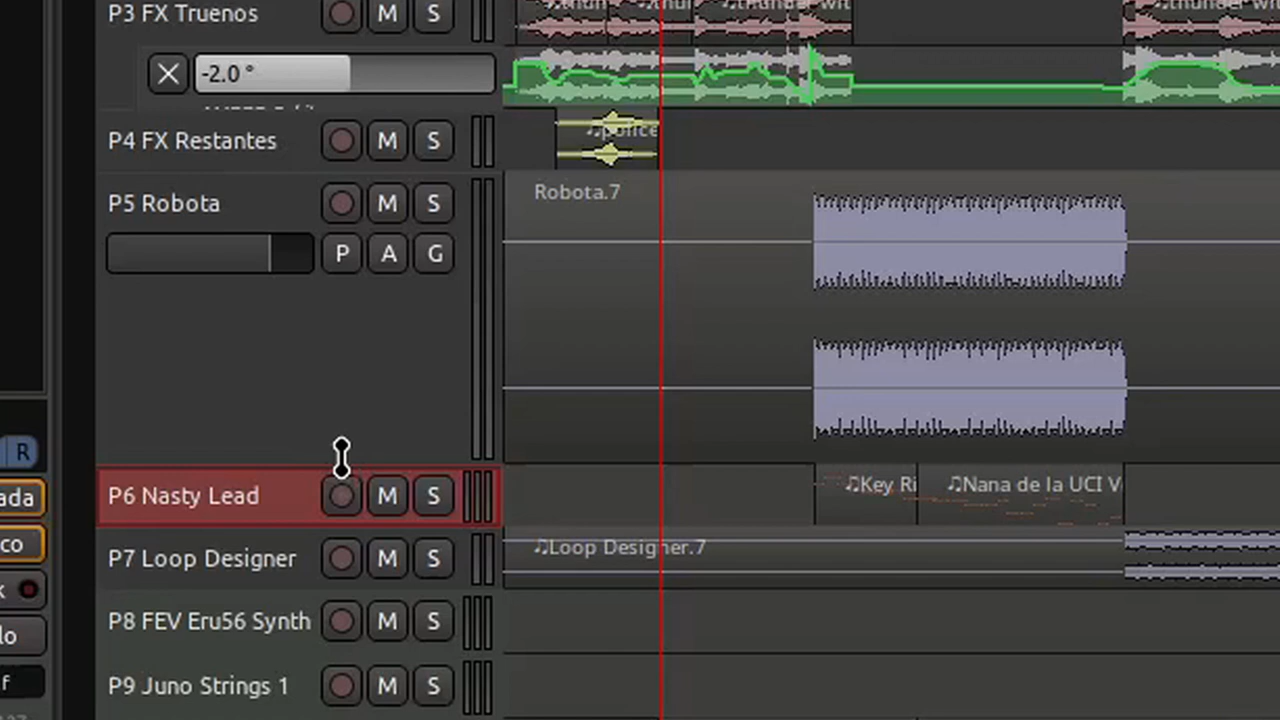 P3 FX Truenos M S
-2.0 °
P4 FX Restantes M S
police
P5 Robota M S
Robota.7
P A G
R
P6 Nasty Lead M S
Key Ri
Nana de la UCI V
ada
co
P7 Loop Designer M S
Loop Designer.7
k
P8 FEV Eru56 Synth M S
lo
P9 Juno Strings 1 M S
f